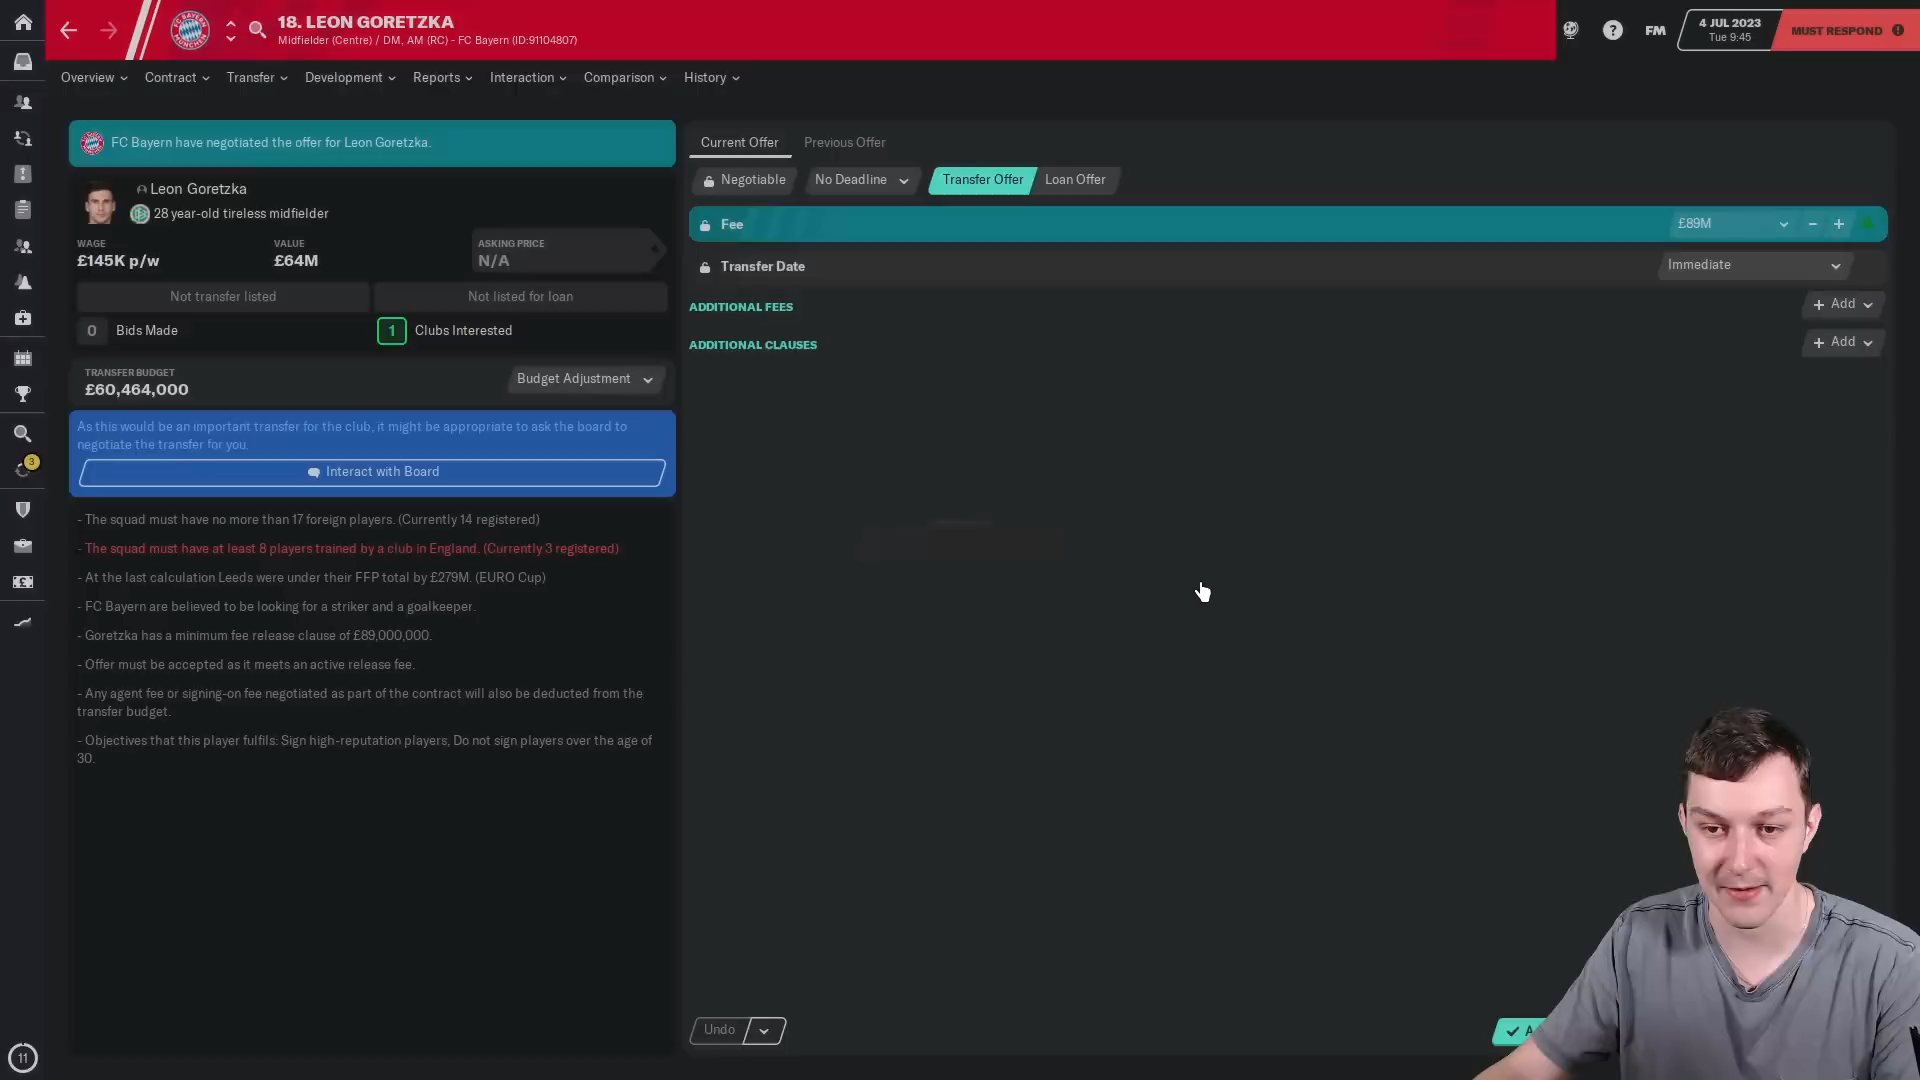 18. LEON GORETZKA
Midfielder (Centre) / DM, AM (RC) - FC Bayern (ID:91104807)
FM
4 JUL 2023
Tue 9:45
MUST RESPOND
Overview
Contract
Transfer
Development
Reports
Interaction
Comparison
History
FC Bayern have negotiated the offer for Leon Goretzka.
Leon Goretzka
28 year-old tireless midfielder
WAGE
£145K p/w
VALUE
£64M
ASKING PRICE
N/A
Not transfer listed
Not listed for loan
0 Bids Made
1 Clubs Interested
TRANSFER BUDGET
£60,464,000
Budget Adjustment
As this would be an important transfer for the club, it might be appropriate to ask the board to
negotiate the transfer for you.
Interact with Board
- The squad must have no more than 17 foreign players. (Currently 14 registered)
- The squad must have at least 8 players trained by a club in England. (Currently 3 registered)
- At the last calculation Leeds were under their FFP total by £279M. (EURO Cup)
- FC Bayern are believed to be looking for a striker and a goalkeeper.
- Goretzka has a minimum fee release clause of £89,000,000.
- Offer must be accepted as it meets an active release fee.
- Any agent fee or signing-on fee negotiated as part of the contract will also be deducted from the
transfer budget.
- Objectives that this player fulfils: Sign high-reputation players, Do not sign players over the age of
30.
Current Offer
Previous Offer
Negotiable
No Deadline
Transfer Offer
Loan Offer
Fee
£89M
Transfer Date
Immediate
ADDITIONAL FEES
+ Add
ADDITIONAL CLAUSES
+ Add
Undo
3
11